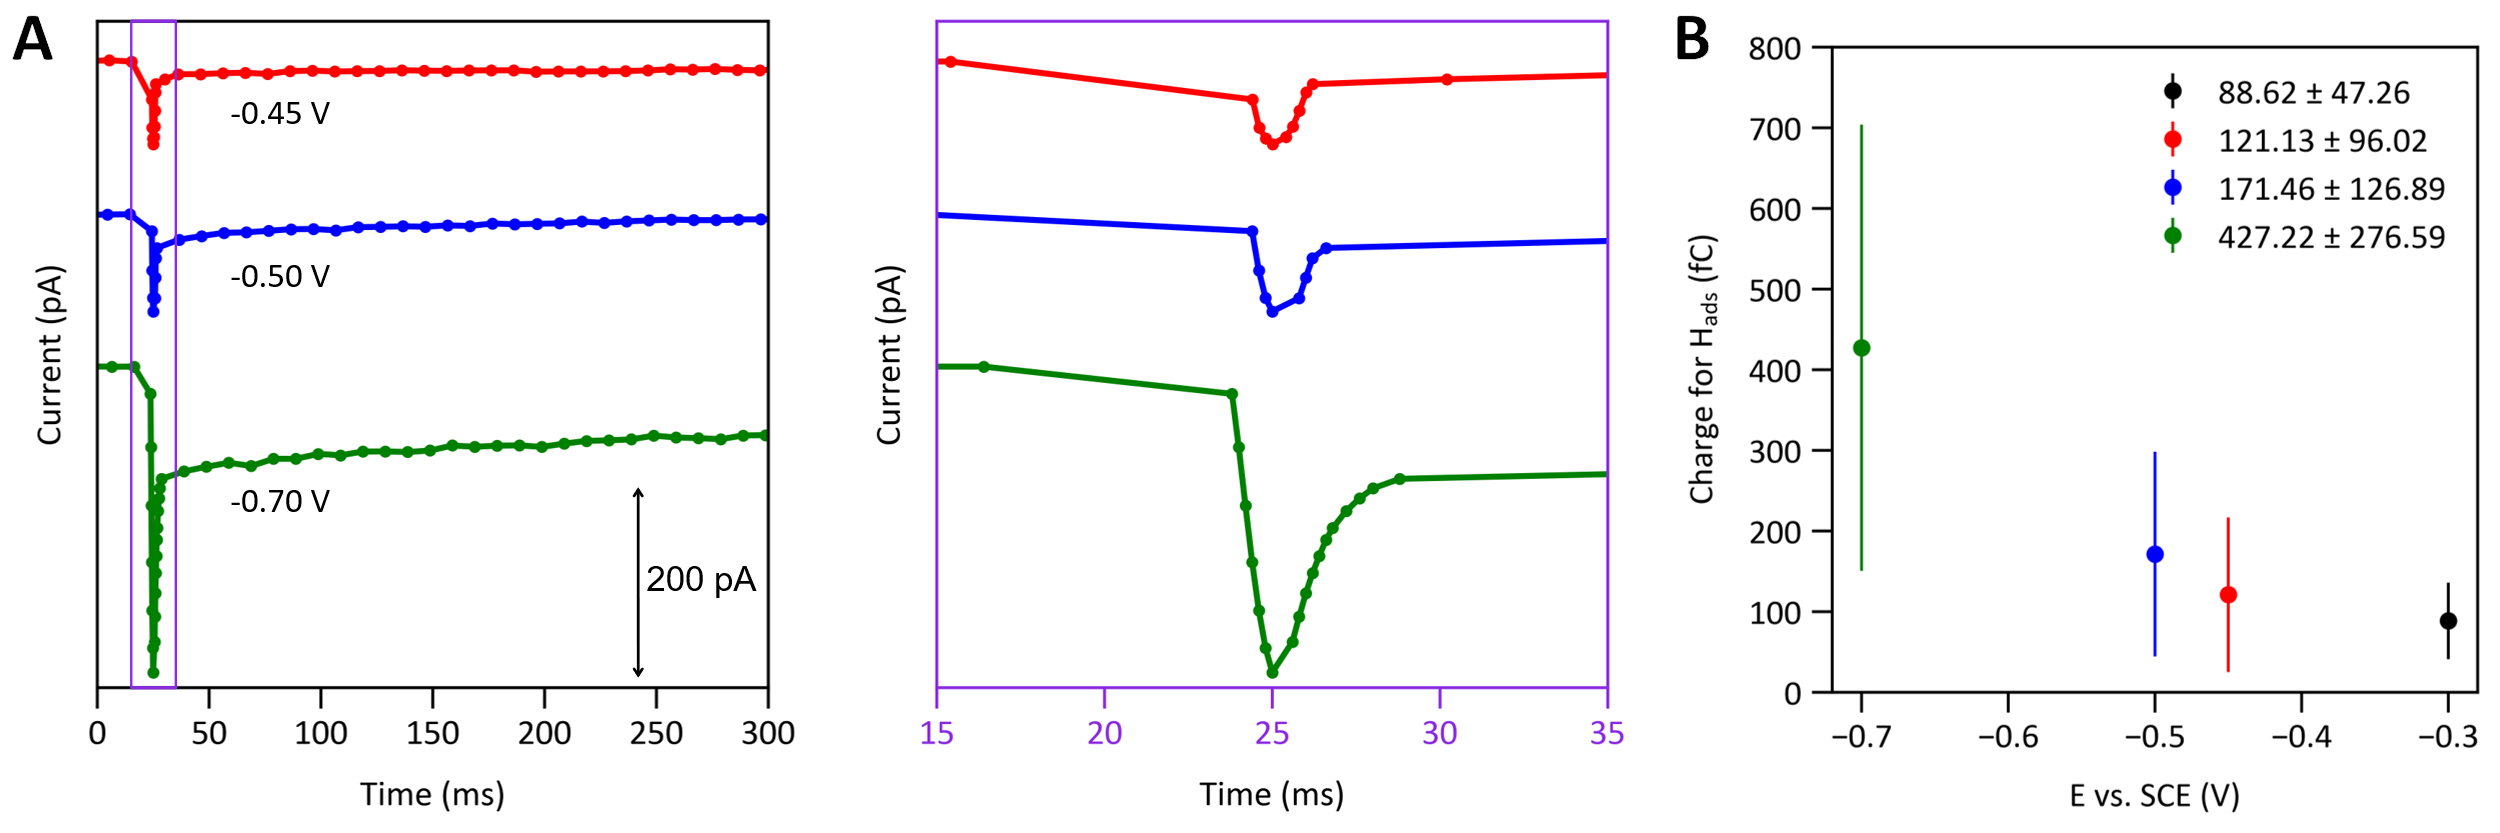 A
Current (pA)
-0.45 V
-0.50 V
-0.70 V
200 pA
0 50 100 150 200 250 300
Time (ms)
Current (pA)
15 20 25 30 35
Time (ms)
B
Charge for Hads (fC)
800
700
600
500
400
300
200
100
0
88.62 ± 47.26
121.13 ± 96.02
171.46 ± 126.89
427.22 ± 276.59
−0.7 −0.6 −0.5 −0.4 −0.3
E vs. SCE (V)